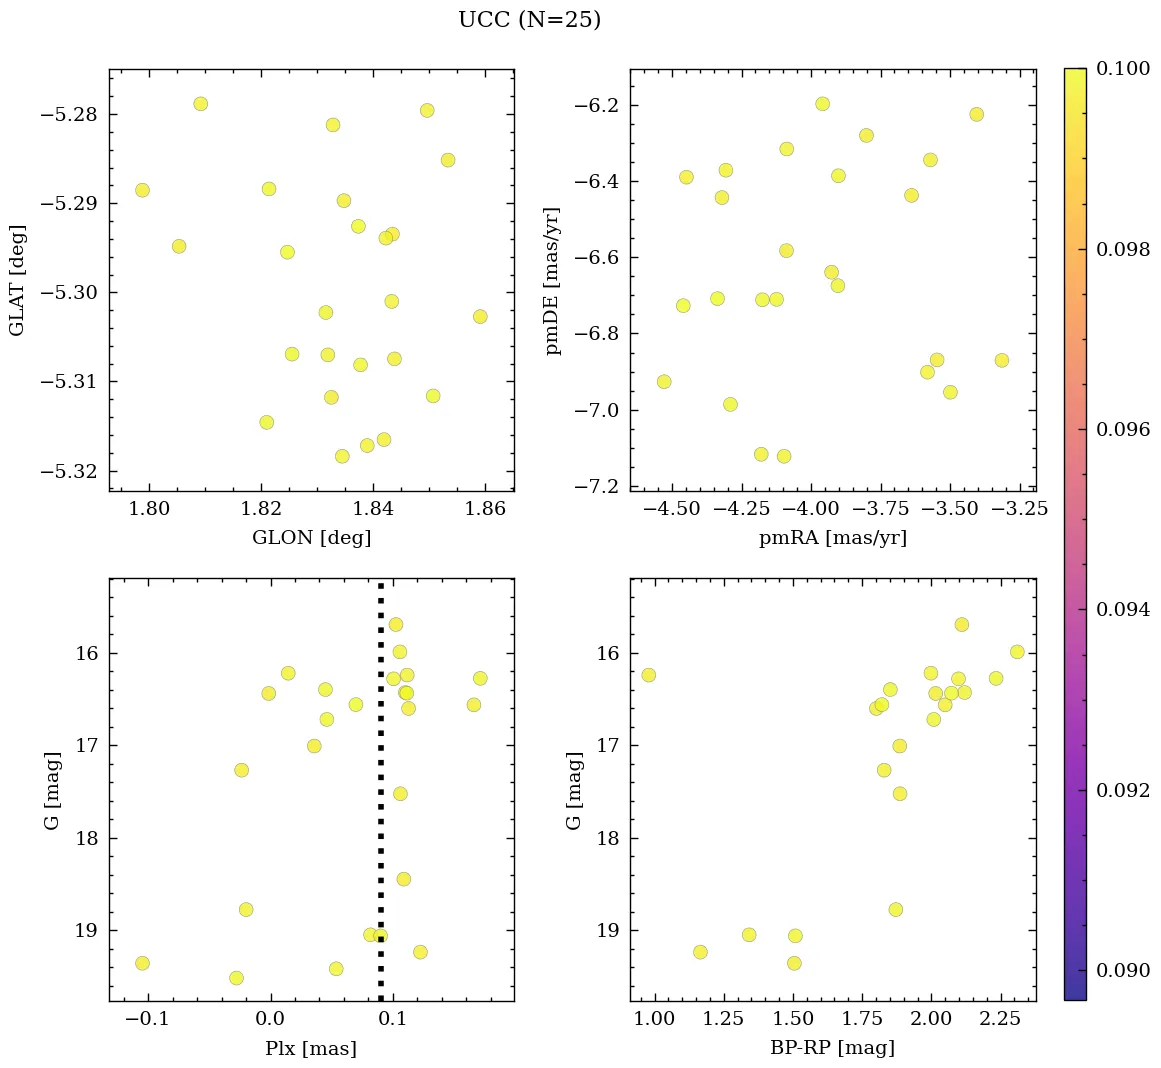 UCC (N=25)
−5.28
−5.29
−5.30
−5.31
−5.32
GLAT [deg]
1.80 1.82 1.84 1.86
GLON [deg]
−6.2
−6.4
−6.6
−6.8
−7.0
−7.2
pmDE [mas/yr]
−4.50 −4.25 −4.00 −3.75 −3.50 −3.25
pmRA [mas/yr]
0.100
0.098
0.096
0.094
0.092
0.090
16
17
18
19
G [mag]
−0.1 0.0 0.1
Plx [mas]
16
17
18
19
G [mag]
1.00 1.25 1.50 1.75 2.00 2.25
BP-RP [mag]